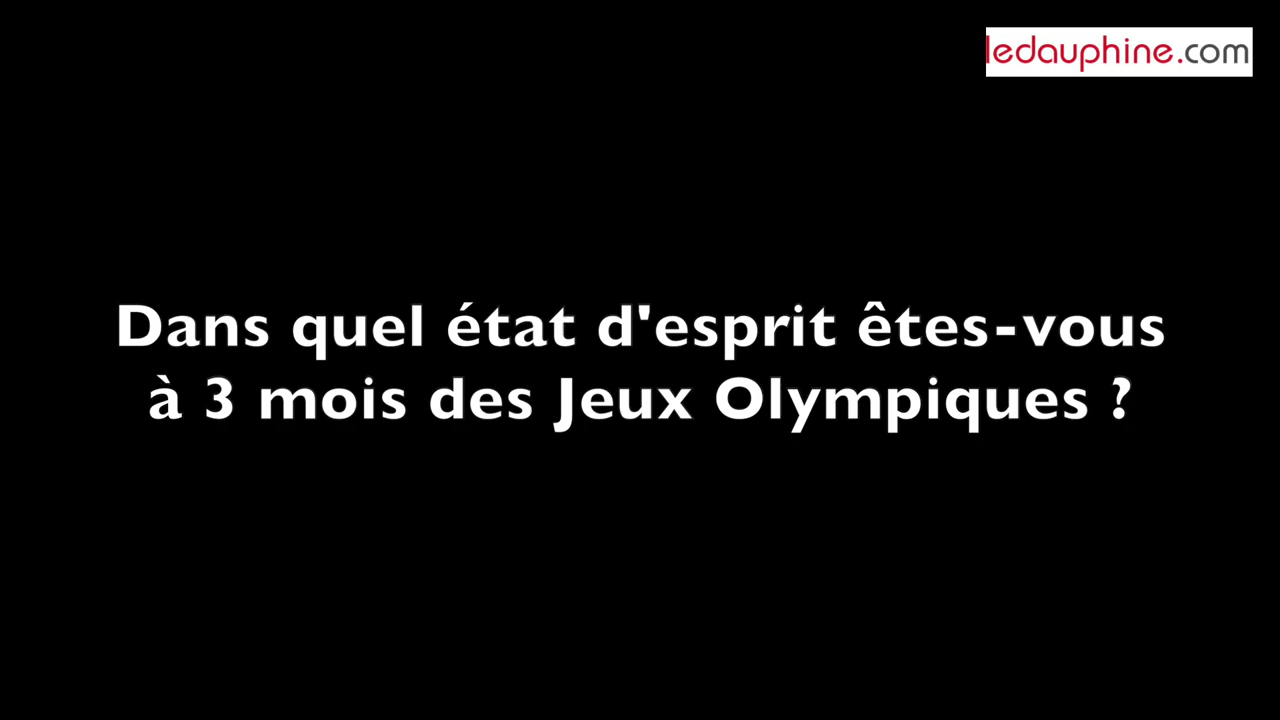 ledauphine.com
Dans quel état d'esprit êtes-vous
à 3 mois des Jeux Olympiques ?